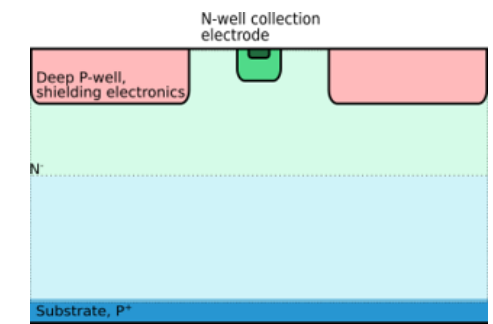 N-well collection
electrode
Deep P-well,
shielding electronics
N⁻
Substrate, P⁺